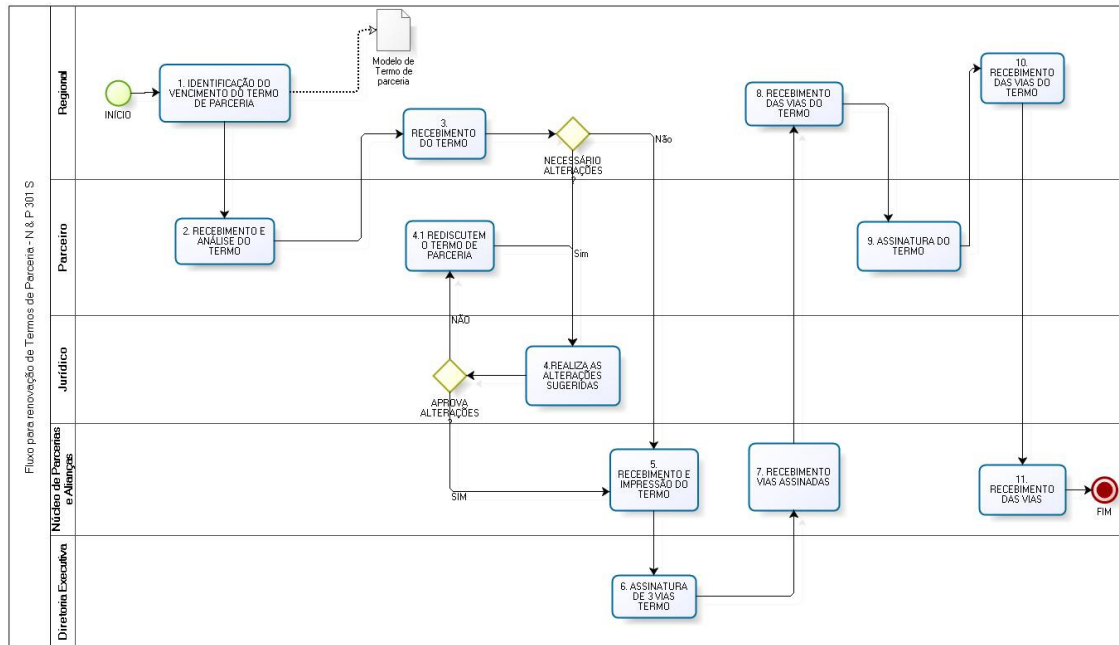 Fluxo para renovação de Termos de Parceria - N & P 301 S
Regional
INÍCIO
1. IDENTIFICAÇÃO DO
VENCIMENTO DO TERMO
DE PARCERIA
Modelo de
Termo de
parceria
3.
RECEBIMENTO
DO TERMO
NECESSÁRIO
ALTERAÇÕES
?
Não
8. RECEBIMENTO
DAS VIAS DO
TERMO
10.
RECEBIMENTO
DAS VIAS DO
TERMO
Parceiro
2. RECEBIMENTO E
ANÁLISE DO
TERMO
4.1 REDISCUTEM
O TERMO DE
PARCERIA
Sim
9. ASSINATURA DO
TERMO
Jurídico
NÃO
APROVA
ALTERAÇÕES
?
4.REALIZA AS
ALTERAÇÕES
SUGERIDAS
Núcleo de Parcerias
e Alianças
SIM
5.
RECEBIMENTO E
IMPRESSÃO DO
TERMO
7. RECEBIMENTO
VIAS ASSINADAS
11.
RECEBIMENTO
DAS VIAS
FIM
Diretoria Executiva
6. ASSINATURA
DE 3 VIAS
TERMO